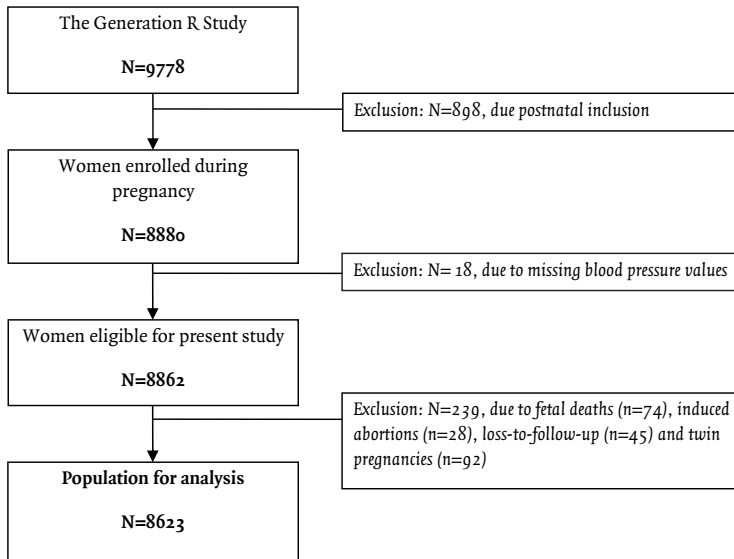 The Generation R Study
N=9778
Exclusion: N=898, due postnatal inclusion
Women enrolled during
pregnancy
N=8880
Exclusion: N= 18, due to missing blood pressure values
Women eligible for present study
N=8862
Exclusion: N=239, due to fetal deaths (n=74), induced
abortions (n=28), loss-to-follow-up (n=45) and twin
pregnancies (n=92)
Population for analysis
N=8623